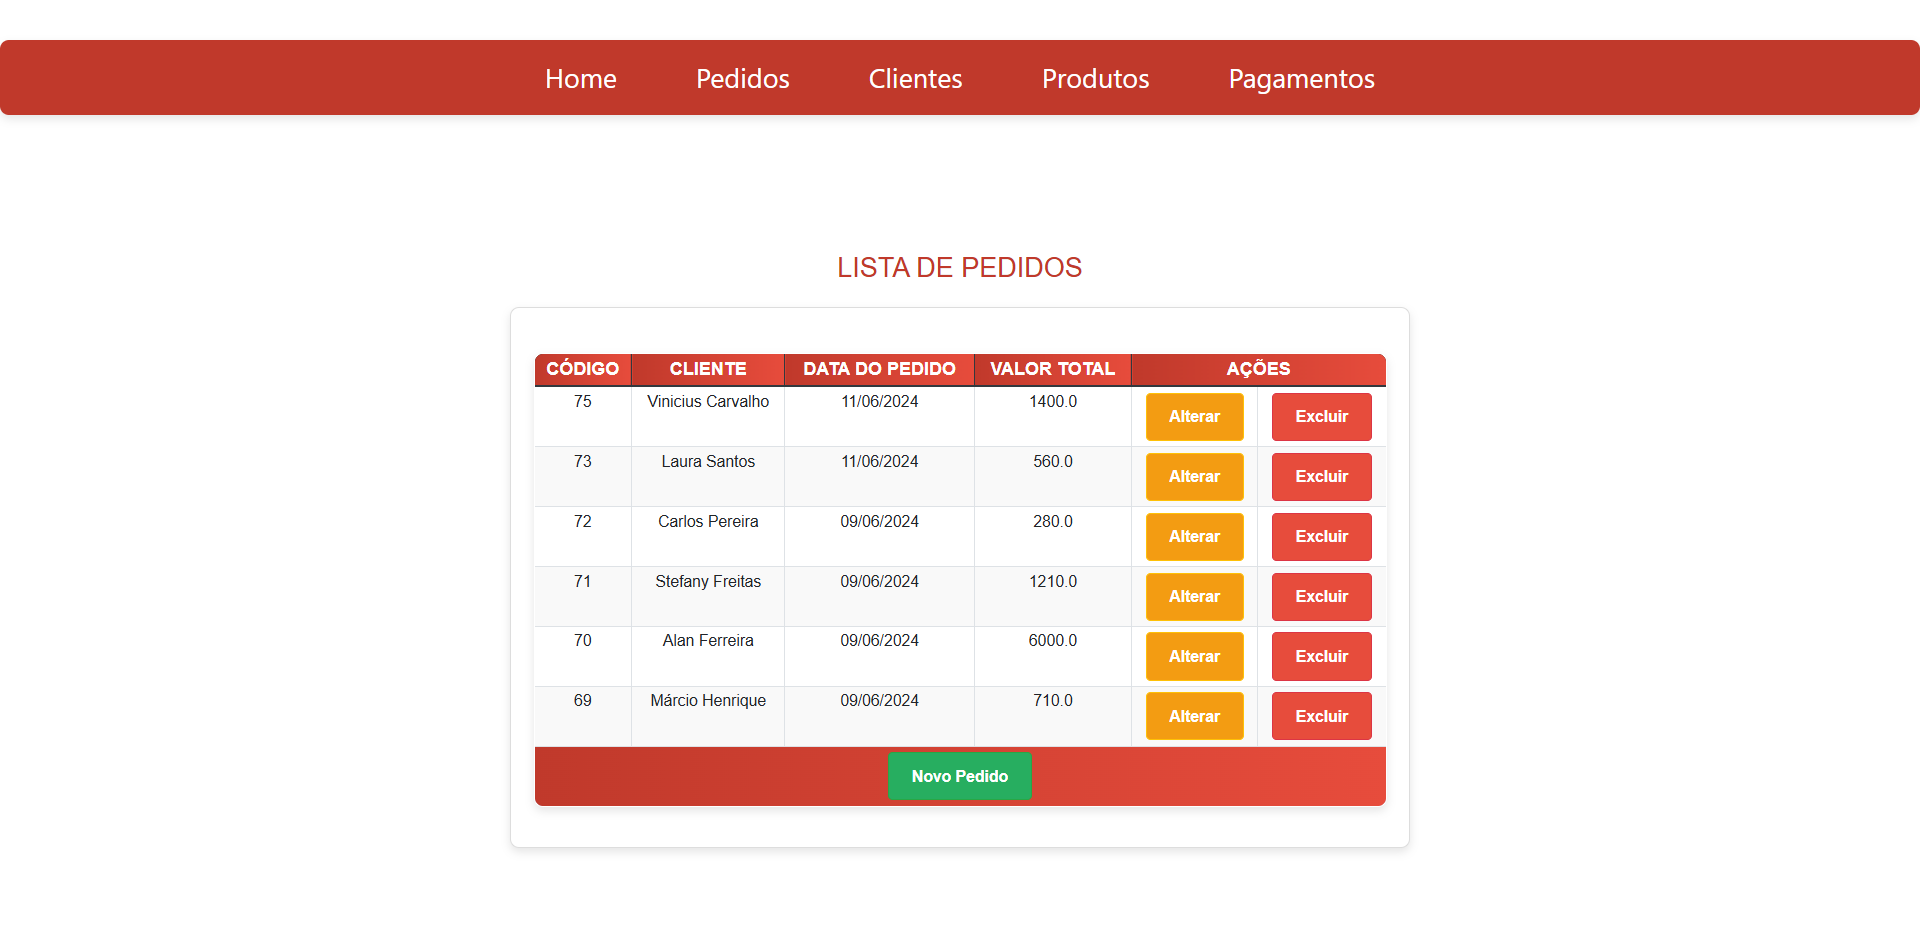 Home Pedidos Clientes Produtos Pagamentos
LISTA DE PEDIDOS
CÓDIGO CLIENTE DATA DO PEDIDO VALOR TOTAL AÇÕES
75 Vinicius Carvalho 11/06/2024 1400.0 Alterar Excluir
73 Laura Santos 11/06/2024 560.0 Alterar Excluir
72 Carlos Pereira 09/06/2024 280.0 Alterar Excluir
71 Stefany Freitas 09/06/2024 1210.0 Alterar Excluir
70 Alan Ferreira 09/06/2024 6000.0 Alterar Excluir
69 Márcio Henrique 09/06/2024 710.0 Alterar Excluir
Novo Pedido